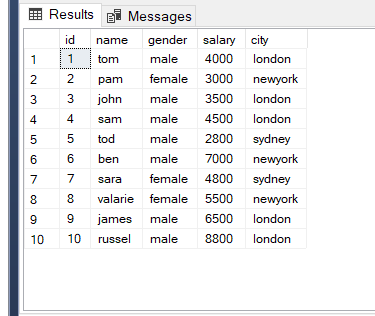 Results Messages
id name gender salary city
1 1 tom male 4000 london
2 2 pam female 3000 newyork
3 3 john male 3500 london
4 4 sam male 4500 london
5 5 tod male 2800 sydney
6 6 ben male 7000 newyork
7 7 sara female 4800 sydney
8 8 valarie female 5500 newyork
9 9 james male 6500 london
10 10 russel male 8800 london